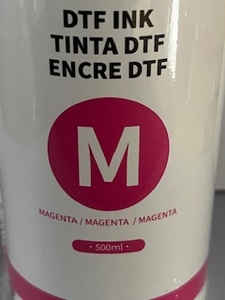 DTF INK
TINTA DTF
ENCRE DTF
M
MAGENTA / MAGENTA / MAGENTA
· 500ml ·